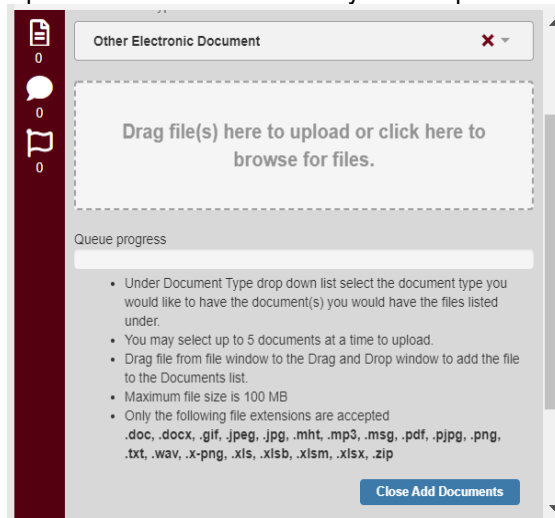 0
Other Electronic Document
0
Drag file(s) here to upload or click here to
browse for files.
0
Queue progress
• Under Document Type drop down list select the document type you
would like to have the document(s) you would have the files listed
under.
• You may select up to 5 documents at a time to upload.
• Drag file from file window to the Drag and Drop window to add the file
to the Documents list.
• Maximum file size is 100 MB
• Only the following file extensions are accepted
.doc, .docx, .gif, .jpeg, .jpg, .mht, .mp3, .msg, .pdf, .pjpg, .png,
.txt, .wav, .x-png, .xls, .xlsb, .xlsm, .xlsx, .zip
Close Add Documents